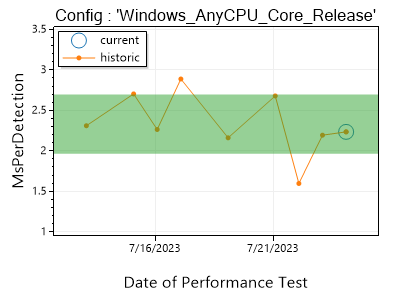 Config : 'Windows_AnyCPU_Core_Release'
current
historic
3.5
3
2.5
2
1.5
1
MsPerDetection
7/16/2023
7/21/2023
Date of Performance Test